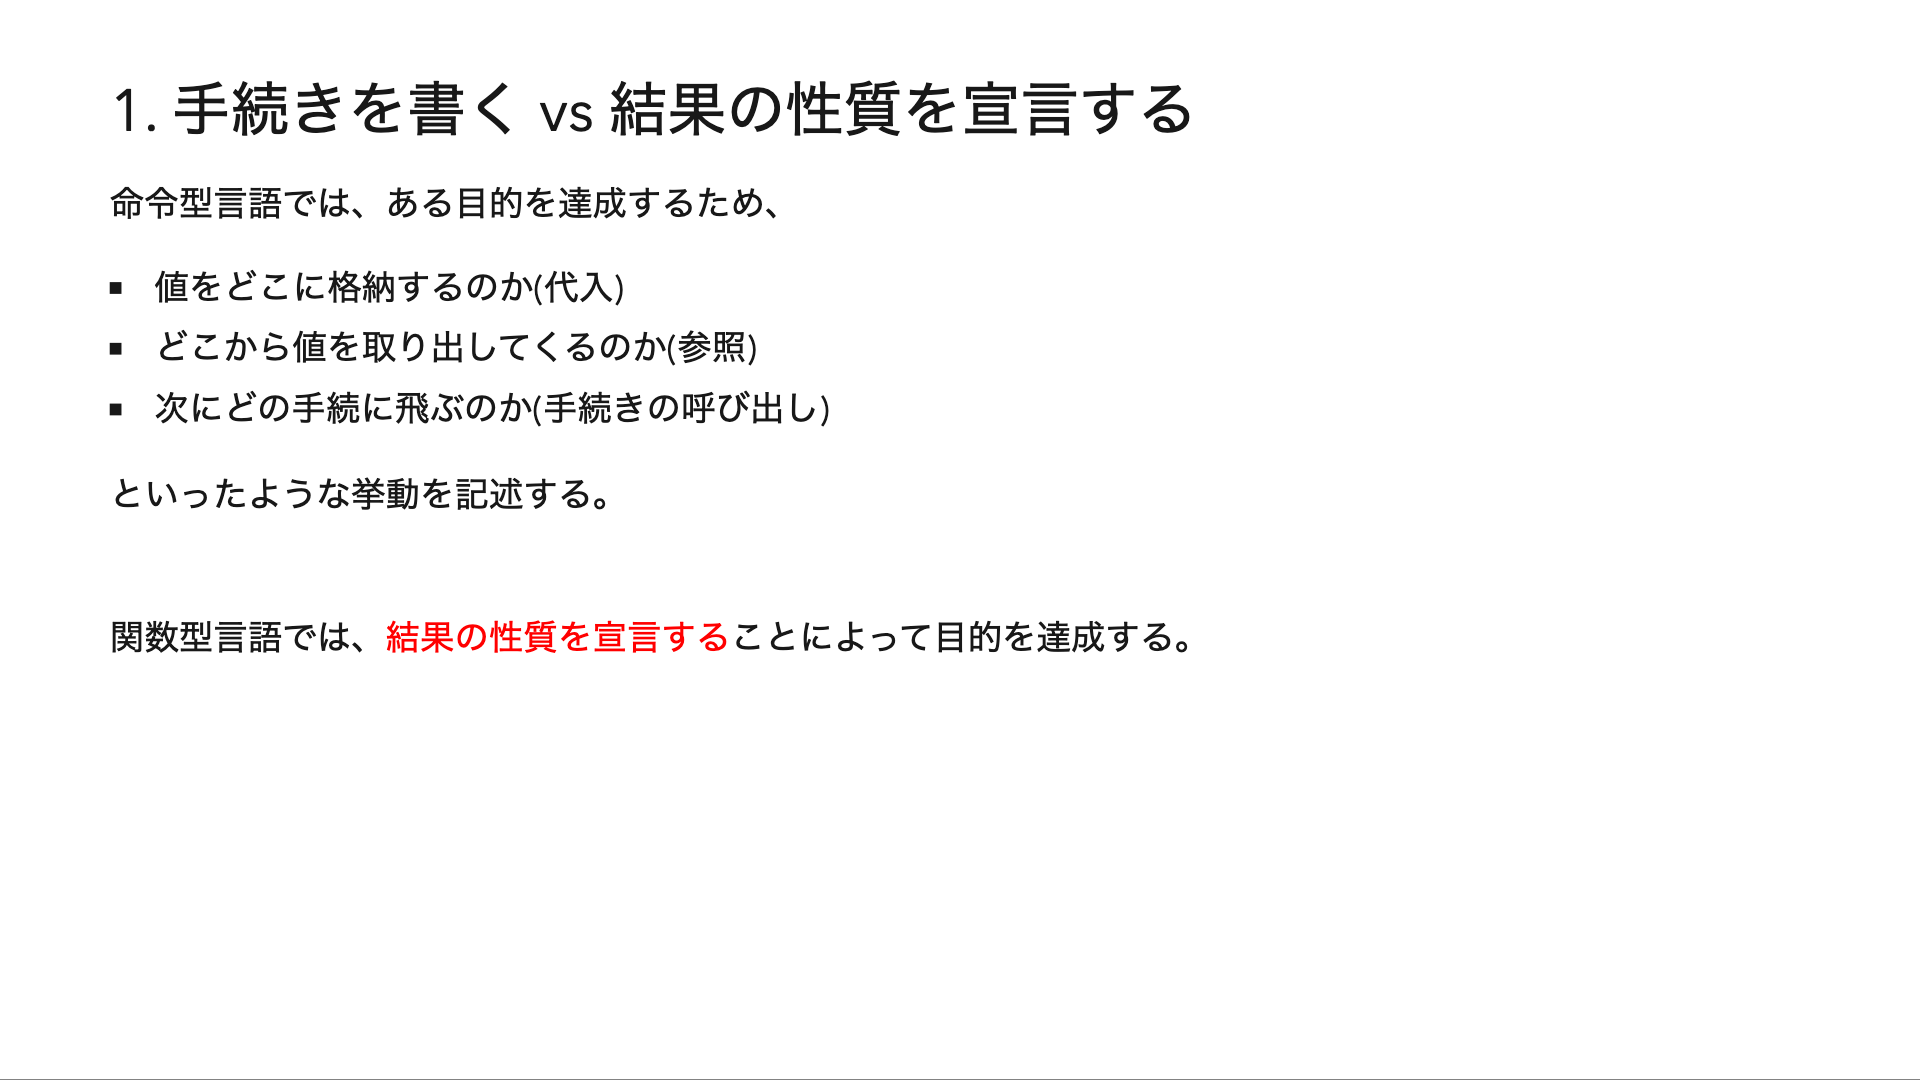 1. 手続きを書く vs 結果の性質を宣言する
命令型言語では、ある目的を達成するため、
▪ 値をどこに格納するのか(代入)
▪ どこから値を取り出してくるのか(参照)
▪ 次にどの手続に飛ぶのか(手続きの呼び出し)
といったような挙動を記述する。
関数型言語では、結果の性質を宣言することによって目的を達成する。